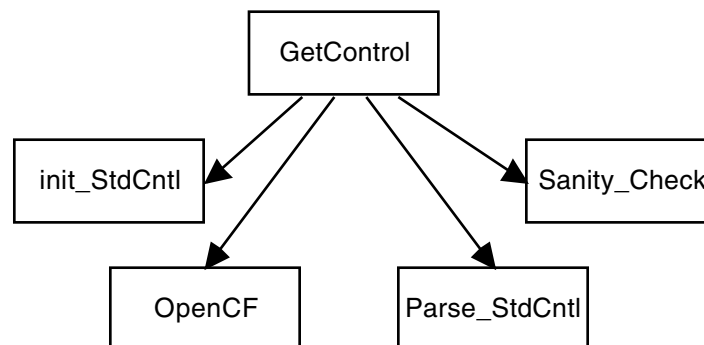 GetControl
init_StdCntl
Sanity_Check
OpenCF
Parse_StdCntl